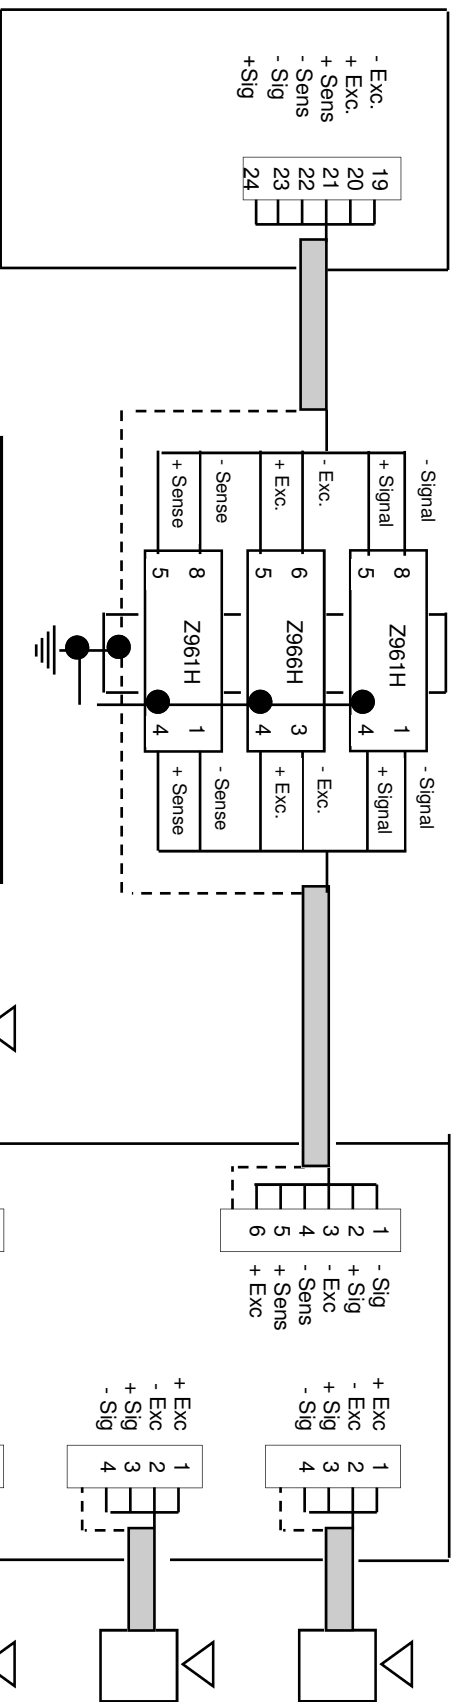 - Exc.
+ Exc.
+ Sens
- Sens
- Sig
+Sig
19
20
21
22
23
24
- Signal
+ Signal
- Exc.
+ Exc.
- Sense
+ Sense
8
5
6
5
8
5
Z961H
Z966H
Z961H
1
4
3
4
1
4
- Signal
+ Signal
- Exc.
+ Exc.
- Sense
+ Sense
1
2
3
4
5
6
- Sig
+ Sig
- Exc
- Sens
+ Sens
+ Exc
+ Exc
- Exc
+ Sig
- Sig
1
2
3
4
+ Exc
- Exc
+ Sig
- Sig
1
2
3
4